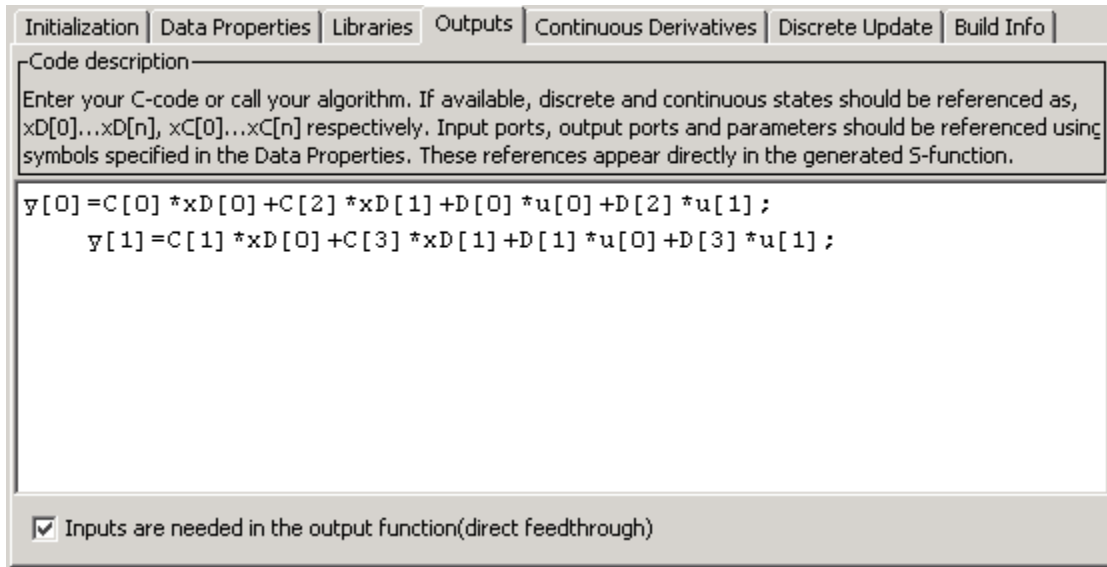 Initialization Data Properties Libraries Outputs Continuous Derivatives Discrete Update Build Info
Code description
Enter your C-code or call your algorithm. If available, discrete and continuous states should be referenced as,
xD[0]...xD[n], xC[0]...xC[n] respectively. Input ports, output ports and parameters should be referenced using
symbols specified in the Data Properties. These references appear directly in the generated S-function.
y[0]=C[0]*xD[0]+C[2]*xD[1]+D[0]*u[0]+D[2]*u[1];
y[1]=C[1]*xD[0]+C[3]*xD[1]+D[1]*u[0]+D[3]*u[1];
Inputs are needed in the output function(direct feedthrough)